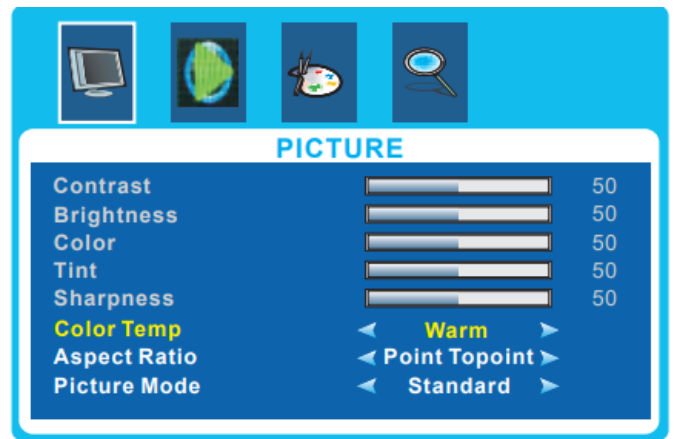 PICTURE
Contrast 50
Brightness 50
Color 50
Tint 50
Sharpness 50
Color Temp Warm
Aspect Ratio Point Topoint
Picture Mode Standard